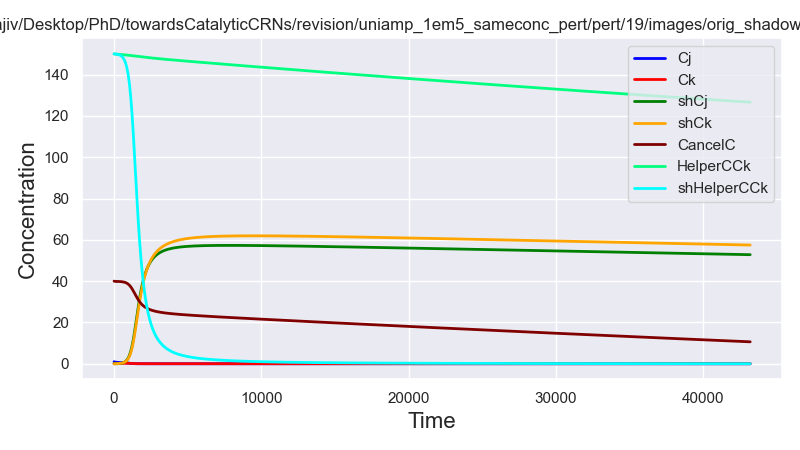 ajiv/Desktop/PhD/towardsCatalyticCRNs/revision/uniamp_1em5_sameconc_pert/pert/19/images/orig_shadow
Concentration
140
120
100
80
60
40
20
0
0 10000 20000 30000 40000
Time
Cj
Ck
shCj
shCk
CancelC
HelperCCk
shHelperCCk